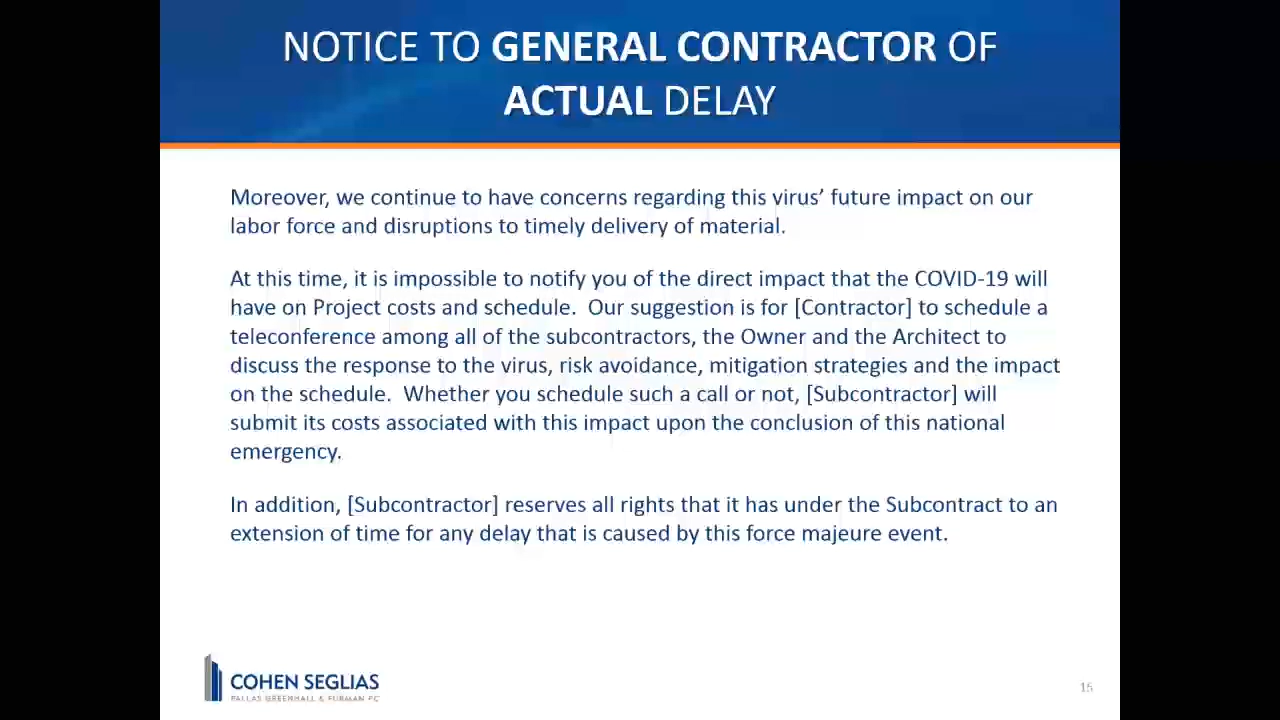 NOTICE TO GENERAL CONTRACTOR OF
ACTUAL DELAY
Moreover, we continue to have concerns regarding this virus’ future impact on our
labor force and disruptions to timely delivery of material.
At this time, it is impossible to notify you of the direct impact that the COVID-19 will
have on Project costs and schedule. Our suggestion is for [Contractor] to schedule a
teleconference among all of the subcontractors, the Owner and the Architect to
discuss the response to the virus, risk avoidance, mitigation strategies and the impact
on the schedule. Whether you schedule such a call or not, [Subcontractor] will
submit its costs associated with this impact upon the conclusion of this national
emergency.
In addition, [Subcontractor] reserves all rights that it has under the Subcontract to an
extension of time for any delay that is caused by this force majeure event.
COHEN SEGLIAS
PALLAS GREENHALL & FURMAN PC
15